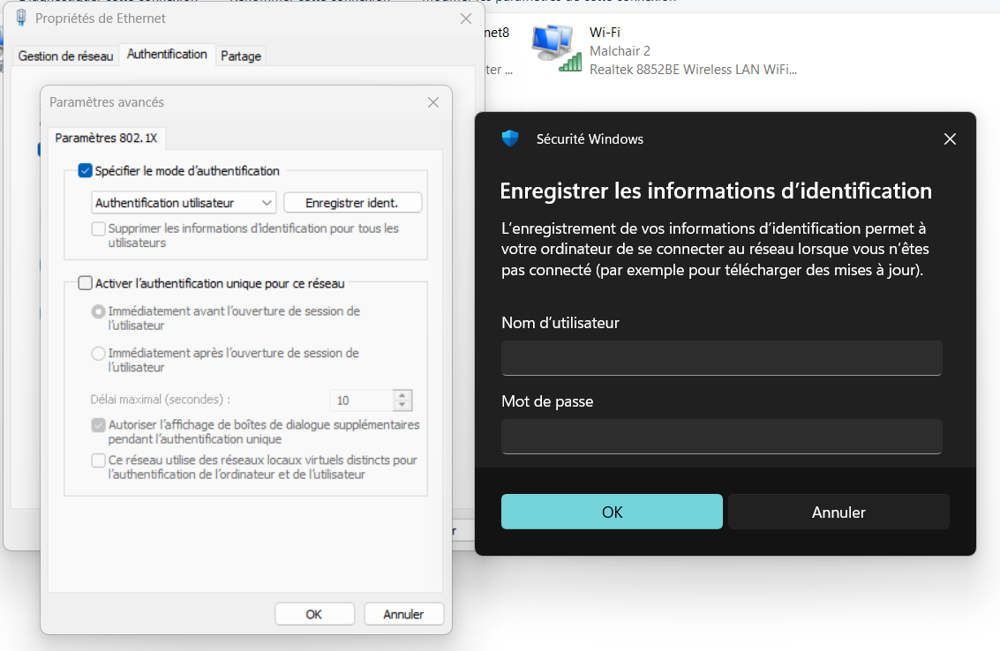 Propriétés de Ethernet
Gestion de réseau
Authentification
Partage
net8
Wi-Fi
Malchair 2
ter ...
Realtek 8852BE Wireless LAN WiFi...
Paramètres avancés
Paramètres 802.1X
Spécifier le mode d'authentification
Authentification utilisateur
Enregistrer ident.
Supprimer les informations d'identification pour tous les
utilisateurs
Activer l'authentification unique pour ce réseau
Immédiatement avant l'ouverture de session de
l'utilisateur
Immédiatement après l'ouverture de session de
l'utilisateur
Délai maximal (secondes) :
10
Autoriser l'affichage de boîtes de dialogue supplémentaires
pendant l'authentification unique
Ce réseau utilise des réseaux locaux virtuels distincts pour
l'authentification de l'ordinateur et de l'utilisateur
r
OK
Annuler
Sécurité Windows
Enregistrer les informations d'identification
L'enregistrement de vos informations d'identification permet à
votre ordinateur de se connecter au réseau lorsque vous n'êtes
pas connecté (par exemple pour télécharger des mises à jour).
Nom d'utilisateur
Mot de passe
OK
Annuler